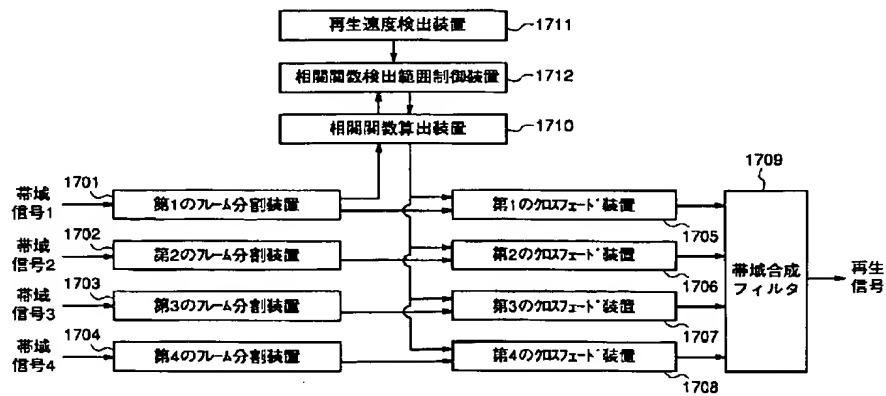 再生速度検出装置
1711
相関関数検出範囲制御装置
1712
相関関数算出装置
1710
1709
帯域
信号1
1701
第1のフレーム分割装置
第1のクロスフェード装置
1705
帯域
信号2
1702
第2のフレーム分割装置
第2のクロスフェード装置
1706
帯域
信号3
1703
第3のフレーム分割装置
第3のクロスフェード装置
1707
帯域
信号4
1704
第4のフレーム分割装置
第4のクロスフェード装置
1708
帯域合成
フィルタ
再生
信号